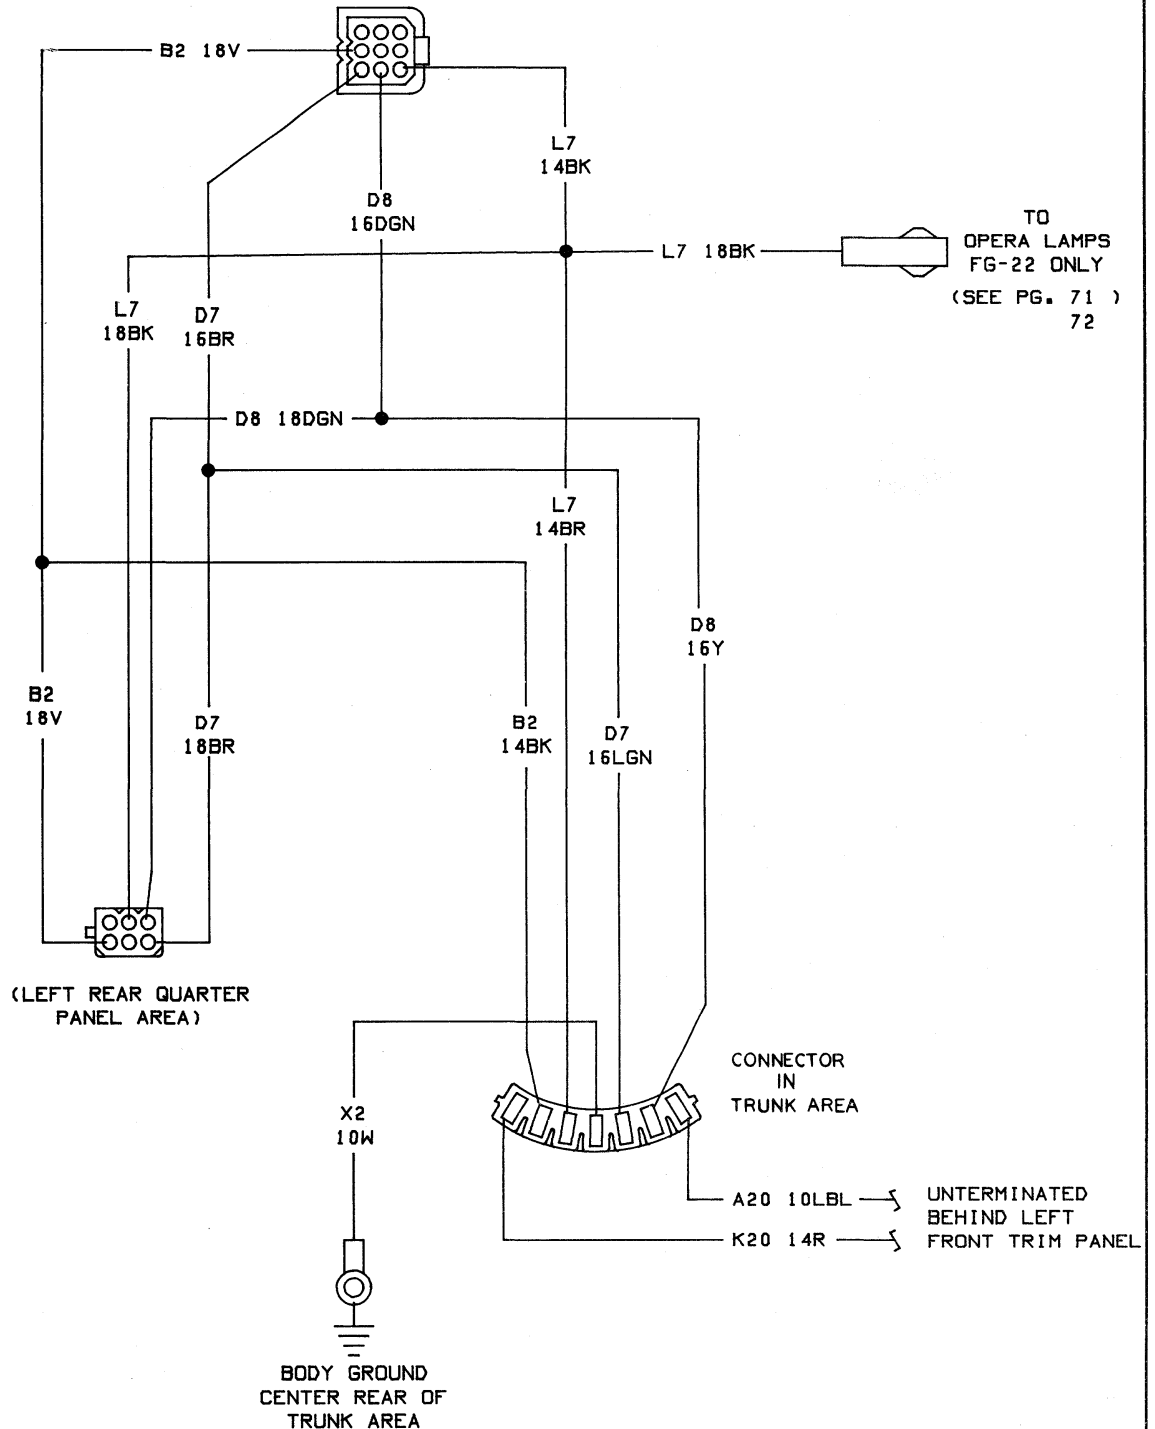 B2 18V
L7
14BK
D8
16DGN
TO
OPERA LAMPS
FG-22 ONLY
(SEE PG. 71 )
72
L7 18BK
L7
18BK
D7
16BR
D8 18DGN
L7
14BR
D8
16Y
B2
18V
D7
18BR
B2
14BK
D7
16LGN
(LEFT REAR QUARTER
PANEL AREA)
CONNECTOR
IN
TRUNK AREA
X2
10W
A20 10LBL
K20 14R
UNTERMINATED
BEHIND LEFT
FRONT TRIM PANEL
BODY GROUND
CENTER REAR OF
TRUNK AREA